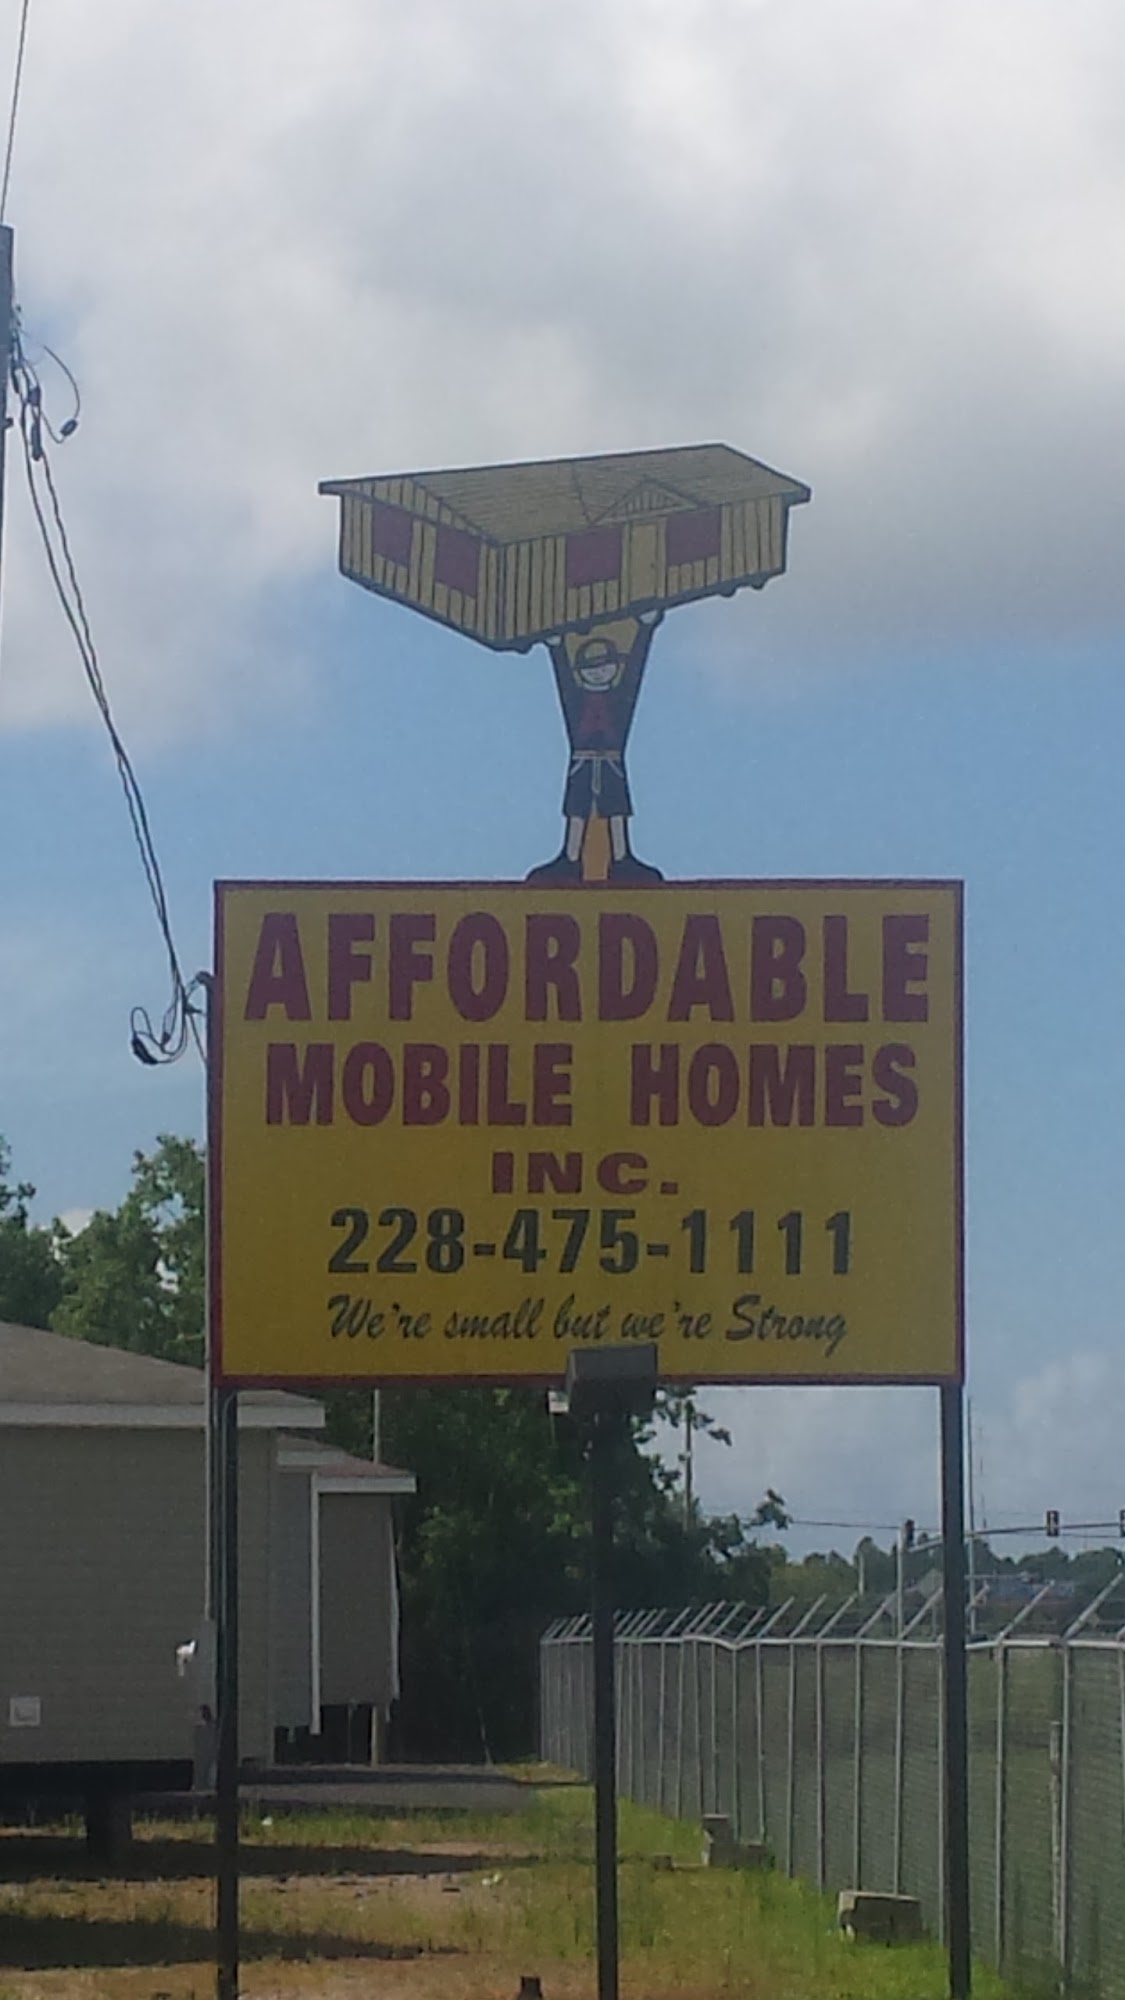 A
AFFORDABLE
MOBILE HOMES
INC.
228-475-1111
We're small but we're Strong